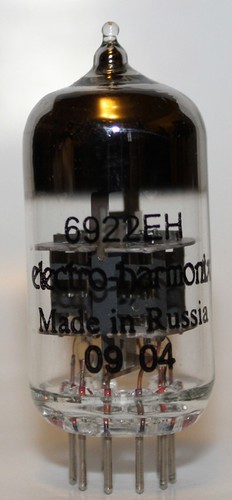 6922EH
electro-harmonix
Made in Russia
09 04